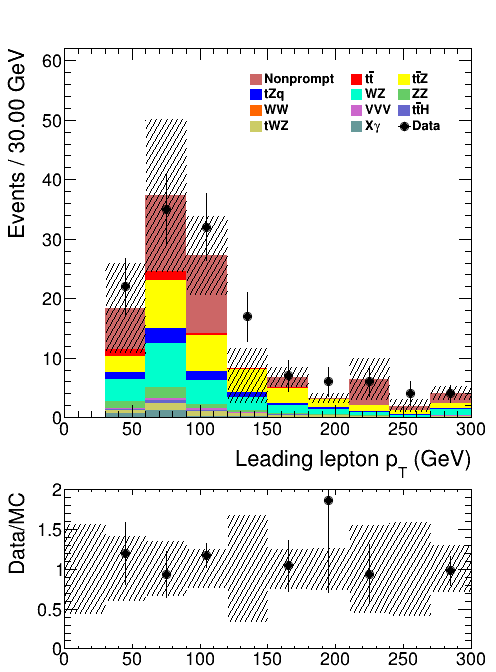 Events / 30.00 GeV
60
50
40
30
20
10
0
Nonprompt tt̄ tt̄Z
tZq WZ ZZ
WW VVV tt̄H
tWZ Xγ Data
0 50 100 150 200 250 300
Leading lepton p_T (GeV)
Data/MC
2
1.5
1
0.5
0
0 50 100 150 200 250 300